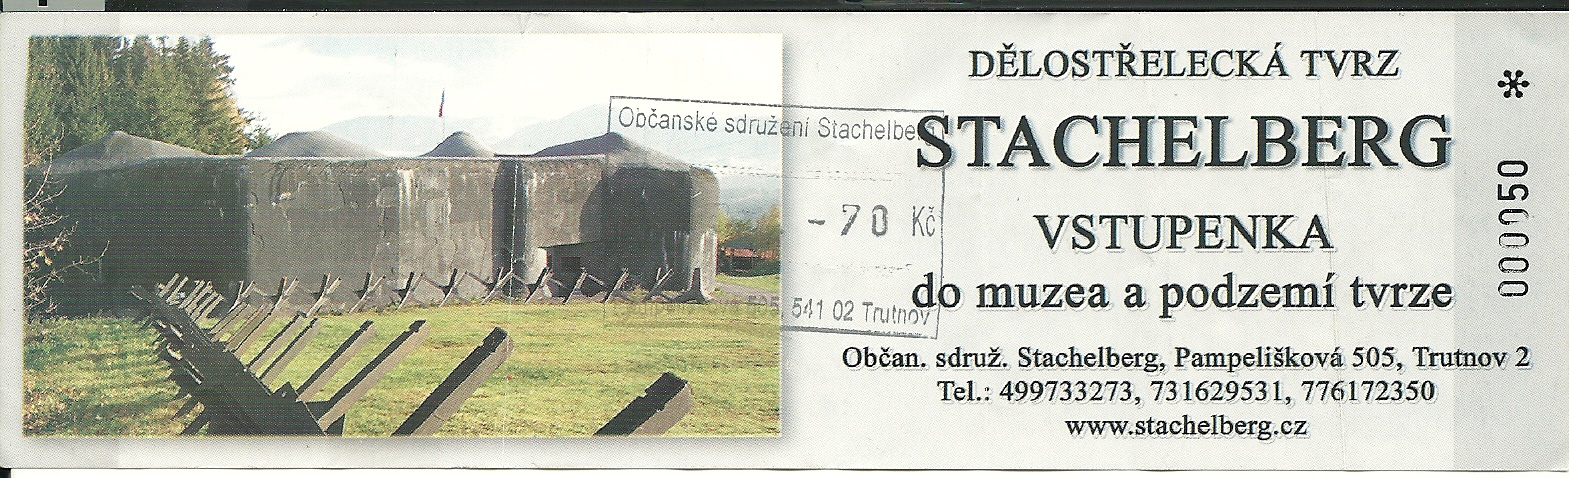 DĚLOSTŘELECKÁ TVRZ
STACHELBERG
VSTUPENKA
do muzea a podzemí tvrze
Občan. sdruž. Stachelberg, Pampelišková 505, Trutnov 2
Tel.: 499733273, 731629531, 776172350
www.stachelberg.cz
Občanské sdružení Stachelberg
-70 Kč
541 02 Trutnov
* 000050